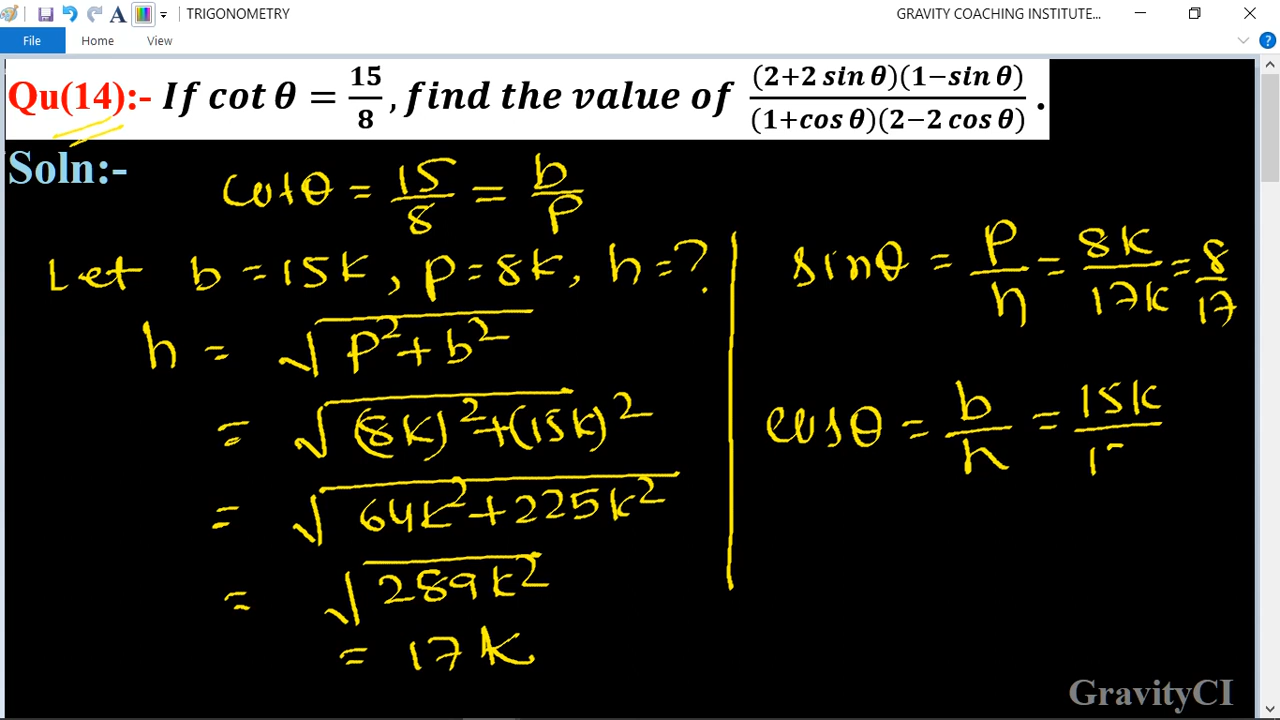 TRIGONOMETRY
GRAVITY COACHING INSTITUTE...
File Home View
Qu(14):- If cot θ = 15/8, find the value of (2+2 sin θ)(1−sin θ)/(1+cos θ)(2−2 cos θ).
Soln:-
cotθ = 15/8 = b/p
Let b = 15k, p = 8k, h = ?
h = √(p² + b²)
= √((8k)² + (15k)²)
= √(64k² + 225k²)
= √(289k²)
= 17k
sinθ = p/h = 8k/17k = 8/17
cosθ = b/h = 15k/1
GravityCI